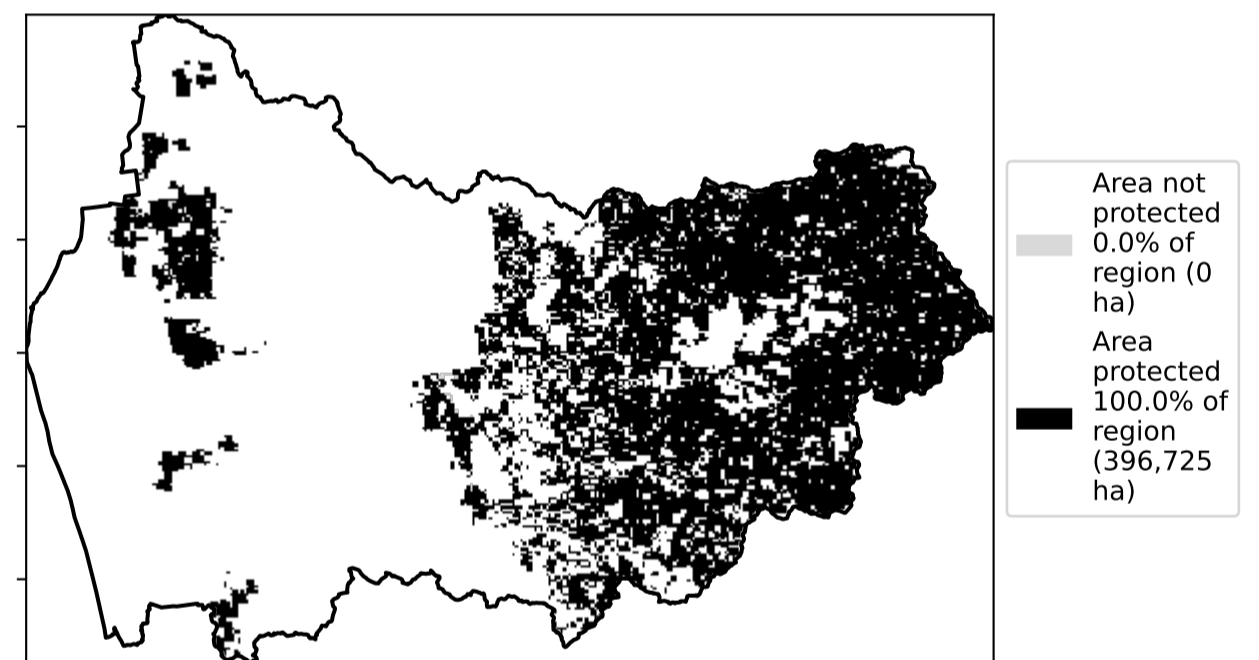 Area not
protected
0.0% of
region (0
ha)
Area
protected
100.0% of
region
(396,725
ha)